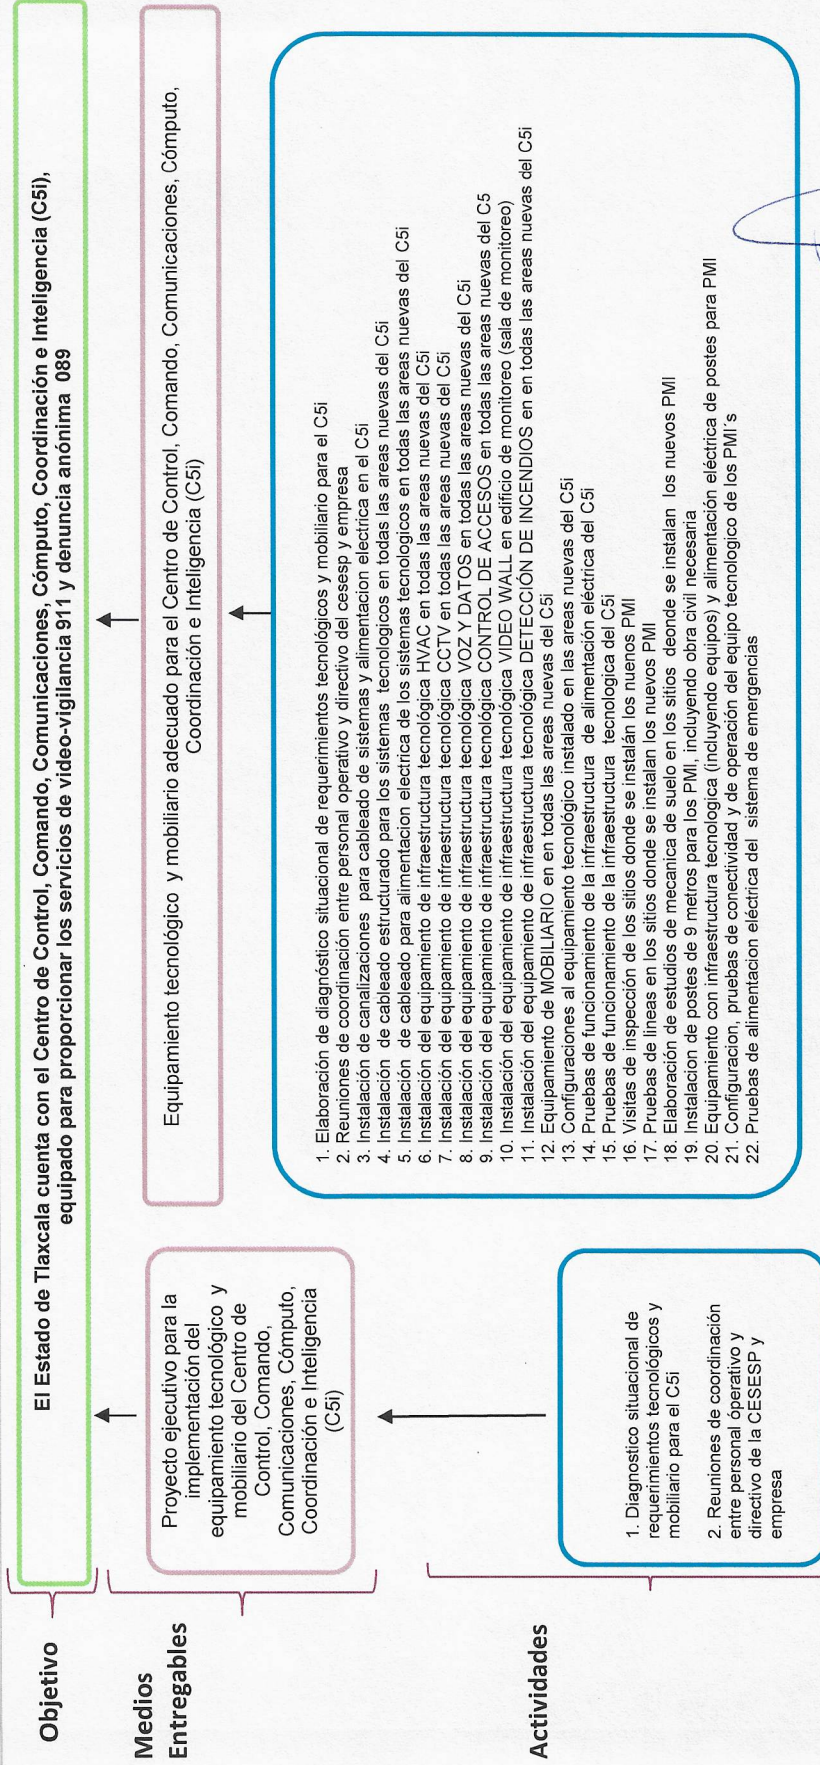 Objetivo
El Estado de Tlaxcala cuenta con el Centro de Control, Comando, Comunicaciones, Cómputo, Coordinación e Inteligencia (C5i),
equipado para proporcionar los servicios de video-vigilancia 911 y denuncia anónima 089
Medios
Entregables
Proyecto ejecutivo para la
implementación del
equipamiento tecnológico y
mobiliario del Centro de
Control, Comando,
Comunicaciones, Cómputo,
Coordinación e Inteligencia
(C5i)
Equipamiento tecnológico y mobiliario adecuado para el Centro de Control, Comando, Comunicaciones, Cómputo,
Coordinación e Inteligencia (C5i)
Actividades
1. Diagnostico situacional de
requerimientos tecnológicos y
mobiliario para el C5i
2. Reuniones de coordinación
entre personal óperativo y
directivo de la CESESP y
empresa
1. Elaboración de diagnóstico situacional de requerimientos tecnológicos y mobiliario para el C5i
2. Reuniones de coordinación entre personal operativo y directivo del cesesp y empresa
3. Instalación de canalizaciones para cableado de sistemas y alimentacion electrica en el C5i
4. Instalación de cableado estructurado para los sistemas tecnologicos en todas las areas nuevas del C5i
5. Instalación de cableado para alimentacion electrica de los sistemas tecnologicos en todas las areas nuevas del C5i
6. Instalación del equipamiento de infraestructura tecnológica HVAC en todas las areas nuevas del C5i
7. Instalación del equipamiento de infraestructura tecnológica CCTV en todas las areas nuevas del C5i
8. Instalación del equipamiento de infraestructura tecnológica VOZ Y DATOS en todas las areas nuevas del C5i
9. Instalación del equipamiento de infraestructura tecnológica CONTROL DE ACCESOS en todas las areas nuevas del C5
10. Instalación del equipamiento de infraestructura tecnológica VIDEO WALL en edificio de monitoreo (sala de monitoreo)
11. Instalación del equipamiento de infraestructura tecnológica DETECCIÓN DE INCENDIOS en en todas las areas nuevas del C5i
12. Equipamiento de MOBILIARIO en en todas las areas nuevas del C5i
13. Configuraciones al equipamiento tecnológico instalado en las areas nuevas del C5i
14. Pruebas de funcionamiento de la infraestructura de alimentación eléctrica del C5i
15. Pruebas de funcionamiento de la infraestructura tecnologica del C5i
16. Visitas de inspección de los sitios donde se instalán los nuenos PMI
17. Pruebas de lineas en los sitios donde se instalan los nuevos PMI
18. Elaboración de estudios de mecanica de suelo en los sitios deonde se instalan los nuevos PMI
19. Instalacion de postes de 9 metros para los PMI, incluyendo obra civil necesaria
20. Equipamiento con infraestructura tecnologica (incluyendo equipos) y alimentación eléctrica de postes para PMI
21. Configuracion, pruebas de conectividad y de operación del equipo tecnologico de los PMI´s
22. Pruebas de alimentacion eléctrica del sistema de emergencias